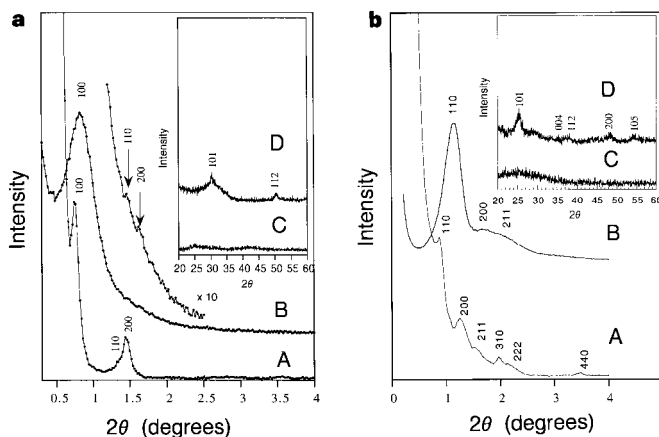 a
100
110
200
100
110
200
x 10
B
A
Intensity
0.5 1 1.5 2 2.5 3 3.5 4
2θ (degrees)
Intensity
D
101
112
C
20 25 30 35 40 45 50 55 60
2θ
b
110
200
211
B
110
200
211
310
222
440
A
Intensity
0 1 2 3 4
2θ (degrees)
Intensity
D
101
004
112
200
105
C
20 25 30 35 40 45 50 55 60
2θ